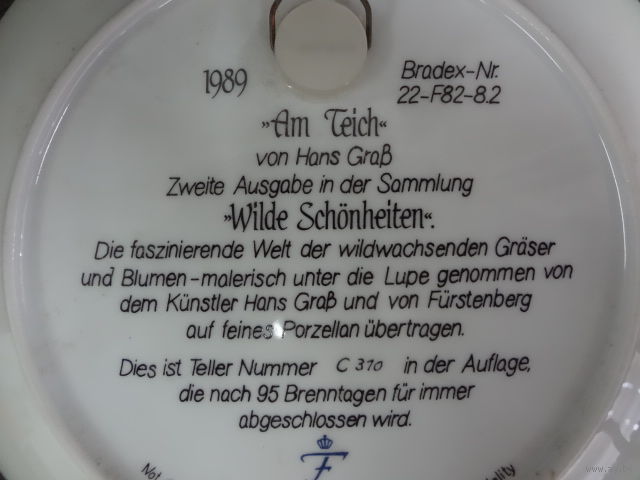 1989
Bradex-Nr.
22-F82-8.2
»Am Teich«
von Hans Graß
Zweite Ausgabe in der Sammlung
»Wilde Schönheiten«.
Die faszinierende Welt der wildwachsenden Gräser
und Blumen - malerisch unter die Lupe genommen von
dem Künstler Hans Graß und von Fürstenberg
auf feines Porzellan übertragen.
Dies ist Teller Nummer C 310 in der Auflage,
die nach 95 Brenntagen für immer
abgeschlossen wird.
F
Not